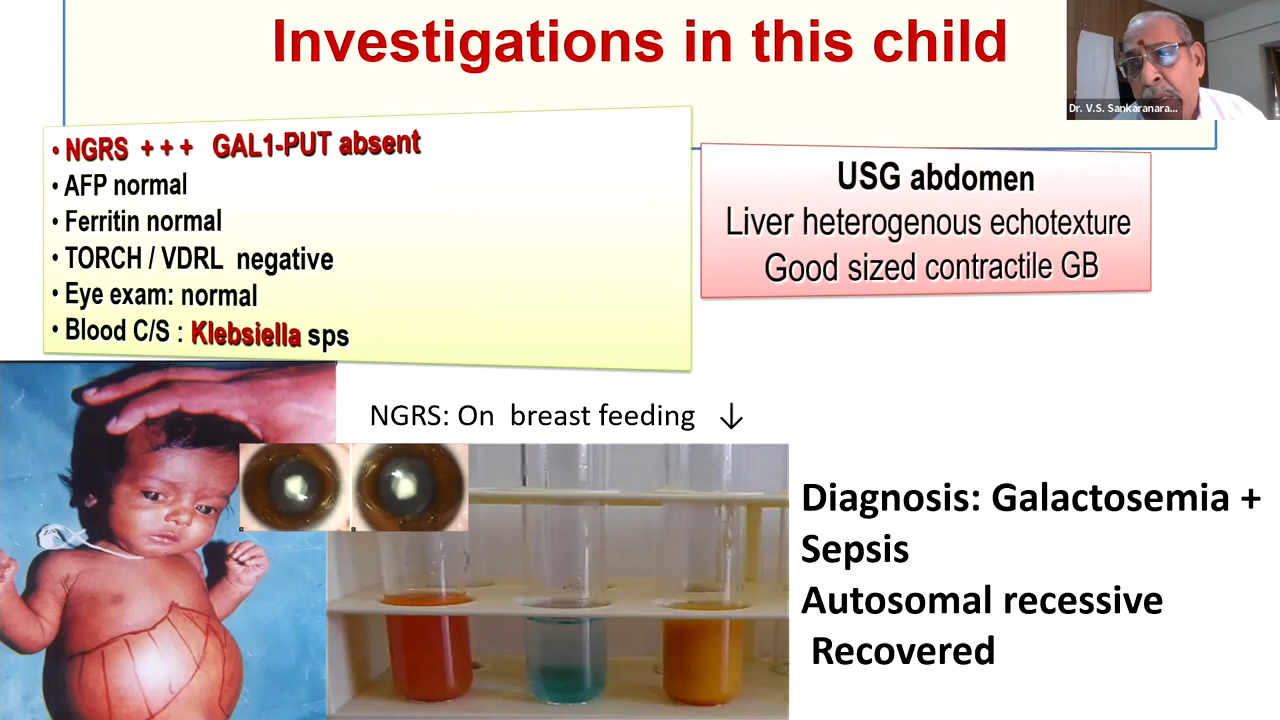 Investigations in this child
Dr. V.S. Sankaranara...
• NGRS + + + GAL1-PUT absent
• AFP normal
• Ferritin normal
• TORCH / VDRL negative
• Eye exam: normal
• Blood C/S : Klebsiella sps
USG abdomen
Liver heterogenous echotexture
Good sized contractile GB
NGRS: On breast feeding ↓
Diagnosis: Galactosemia +
Sepsis
Autosomal recessive
Recovered